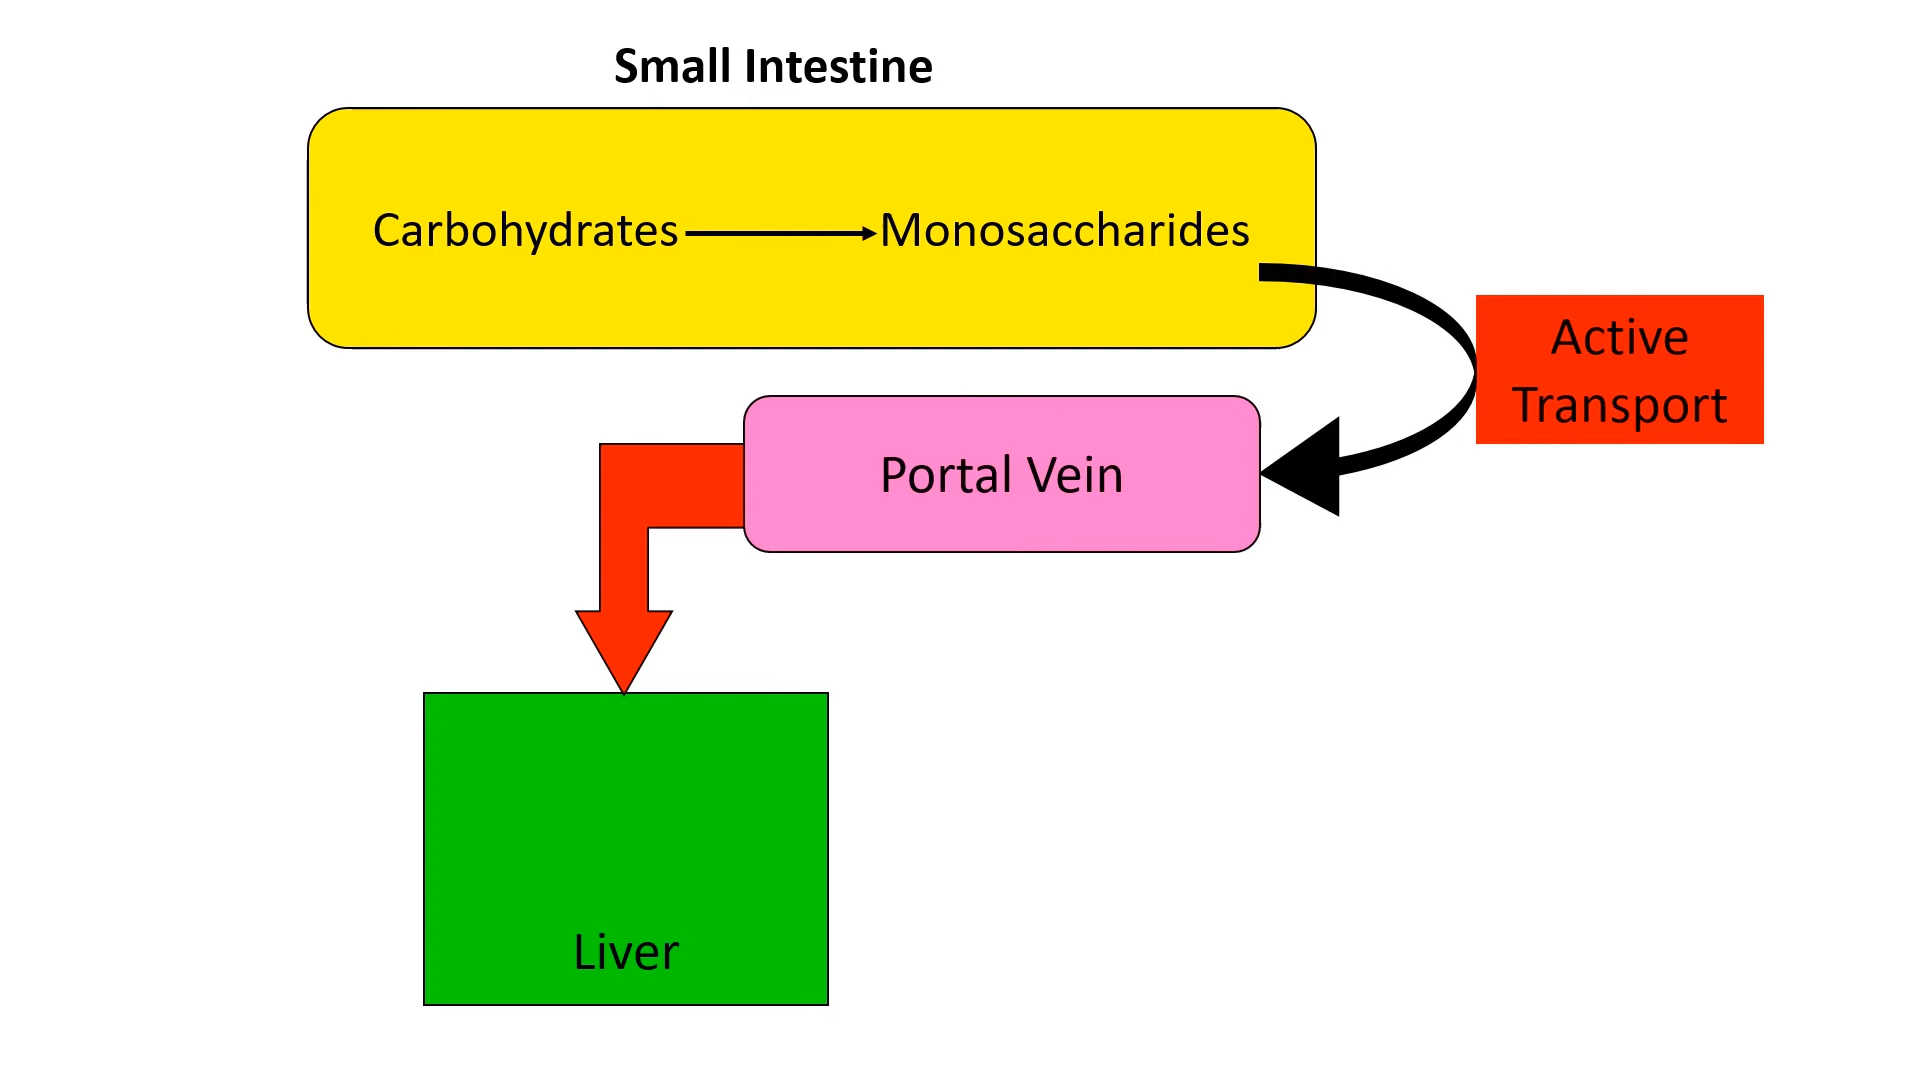 Small Intestine
Carbohydrates
Monosaccharides
Active
Transport
Portal Vein
Liver